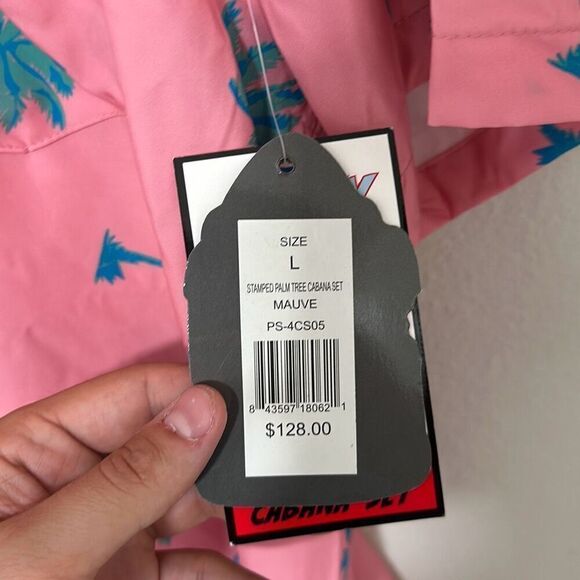 SIZE
L
STAMPED PALM TREE CABANA SET
MAUVE
PS-4CS05
8 43597 18062 1
$128.00
CABANA SET